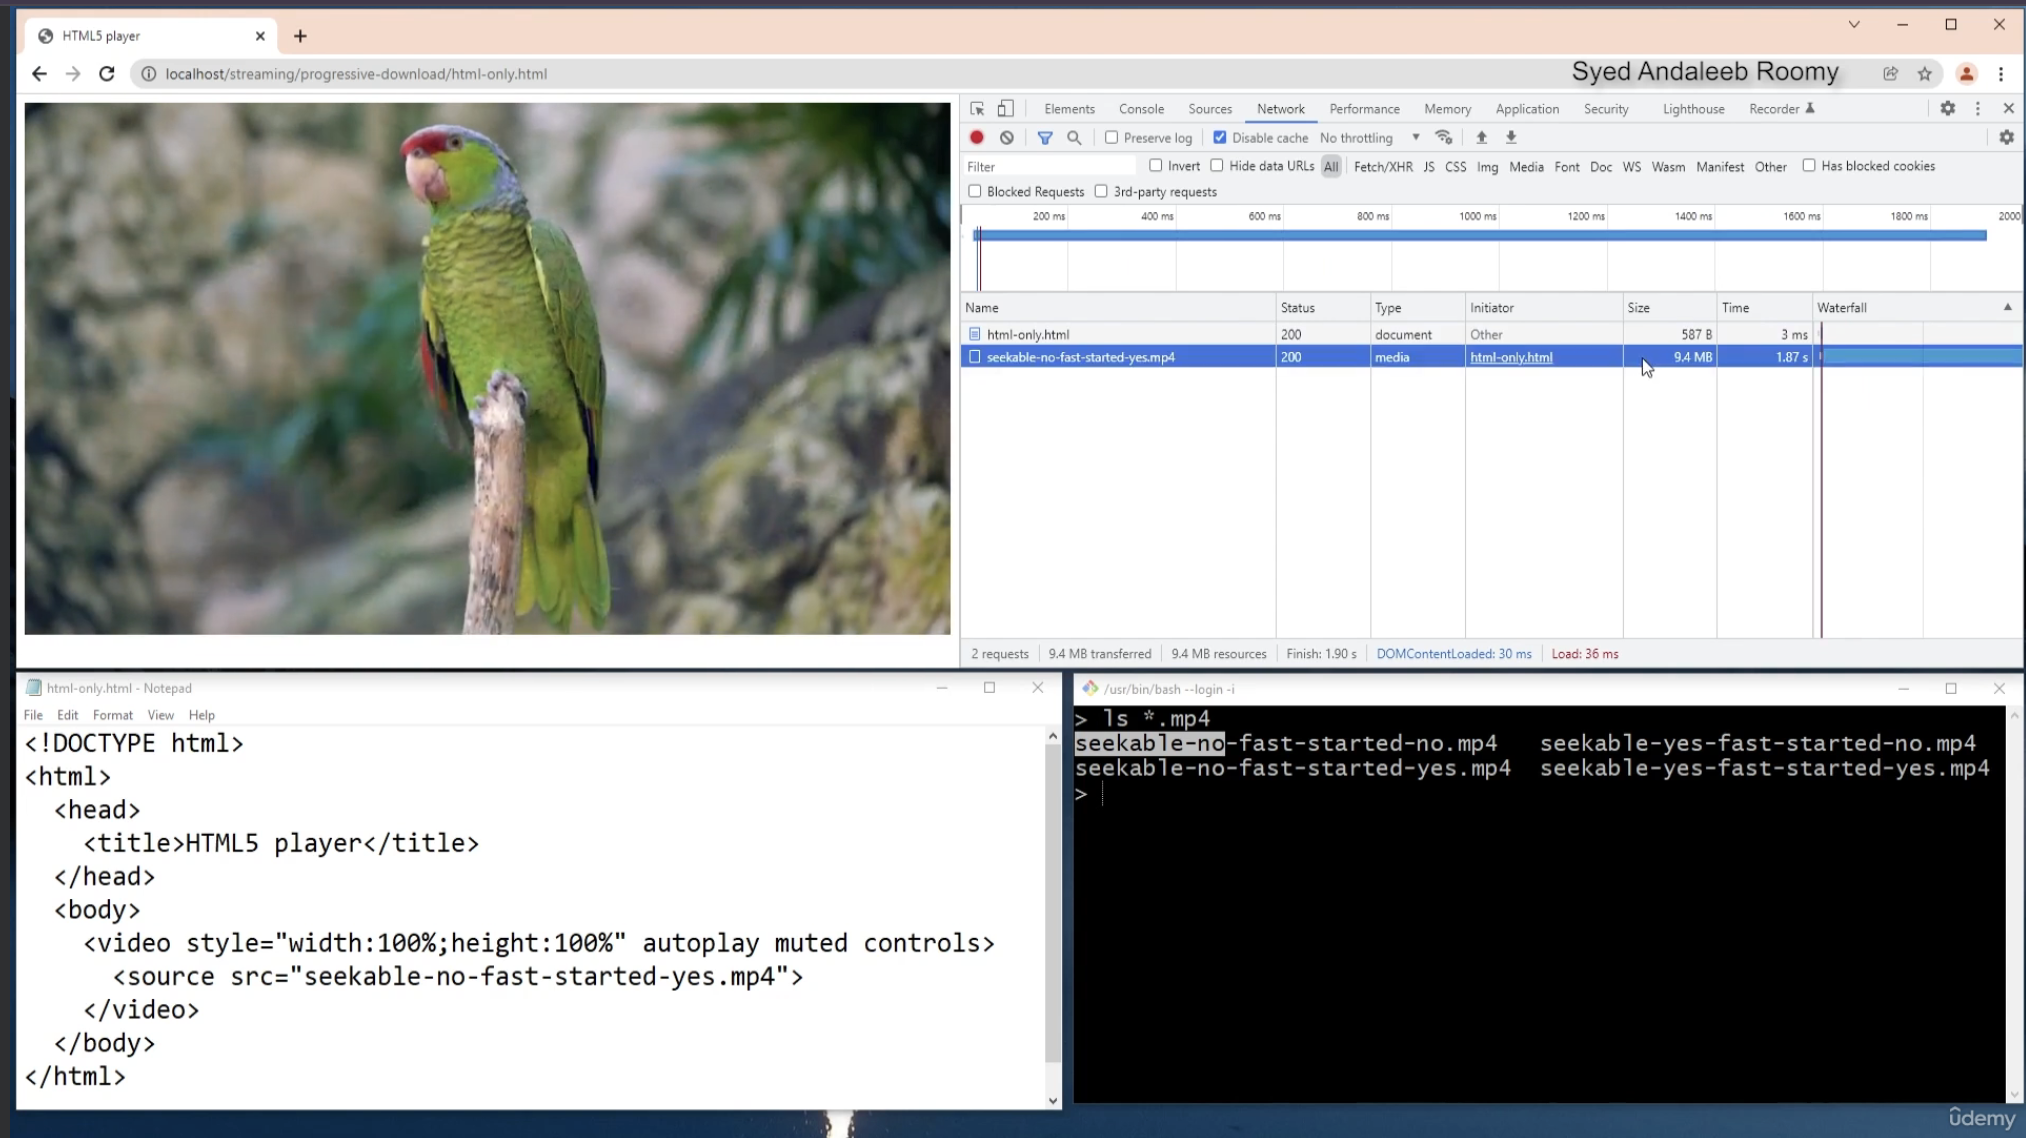 HTML5 player
localhost/streaming/progressive-download/html-only.html
Syed Andaleeb Roomy
Elements Console Sources Network Performance Memory Application Security Lighthouse Recorder
Preserve log Disable cache No throttling
Filter Invert Hide data URLs All Fetch/XHR JS CSS Img Media Font Doc WS Wasm Manifest Other Has blocked cookies
Blocked Requests 3rd-party requests
200 ms 400 ms 600 ms 800 ms 1000 ms 1200 ms 1400 ms 1600 ms 1800 ms 2000
Name Status Type Initiator Size Time Waterfall
html-only.html 200 document Other 587 B 3 ms
seekable-no-fast-started-yes.mp4 200 media html-only.html 9.4 MB 1.87 s
2 requests 9.4 MB transferred 9.4 MB resources Finish: 1.90 s DOMContentLoaded: 30 ms Load: 36 ms
html-only.html - Notepad
File Edit Format View Help
<!DOCTYPE html>
<html>
<head>
<title>HTML5 player</title>
</head>
<body>
<video style="width:100%;height:100%" autoplay muted controls>
<source src="seekable-no-fast-started-yes.mp4">
</video>
</body>
</html>
/usr/bin/bash --login -i
> ls *.mp4
seekable-no-fast-started-no.mp4 seekable-yes-fast-started-no.mp4
seekable-no-fast-started-yes.mp4 seekable-yes-fast-started-yes.mp4
>
ûdemy